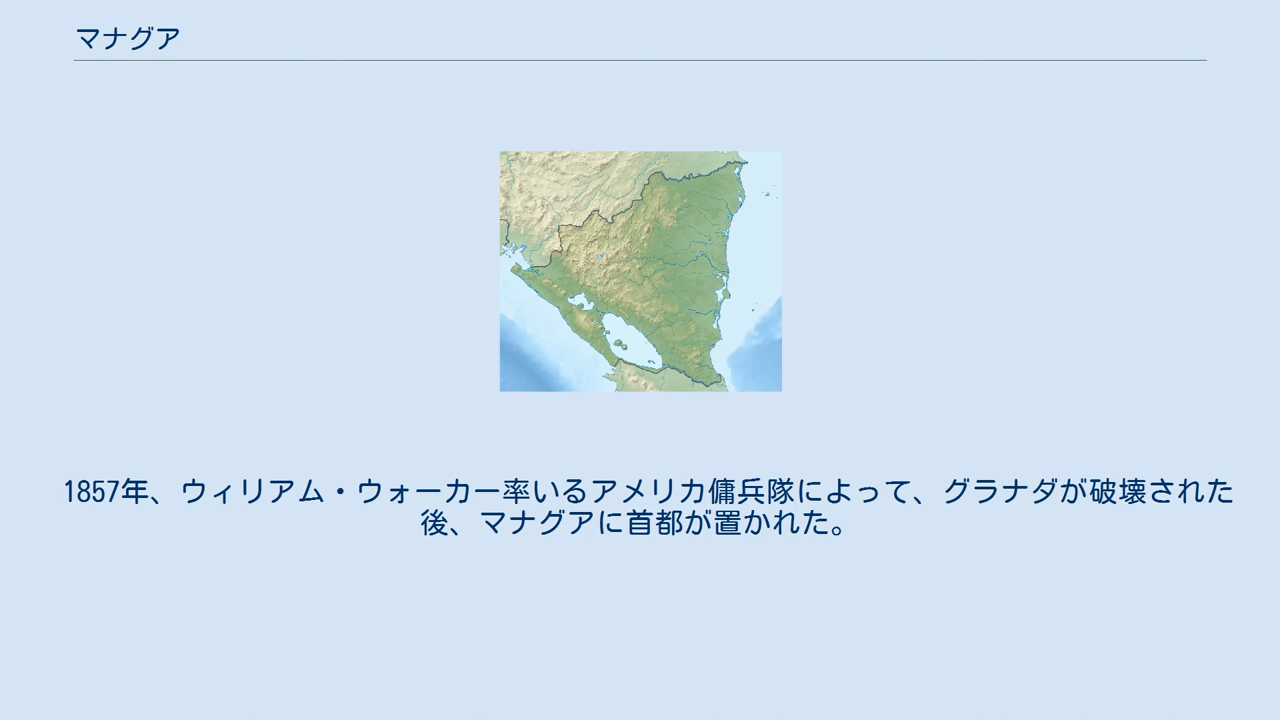 マナグア
1857年、ウィリアム・ウォーカー率いるアメリカ傭兵隊によって、グラナダが破壊された
後、マナグアに首都が置かれた。